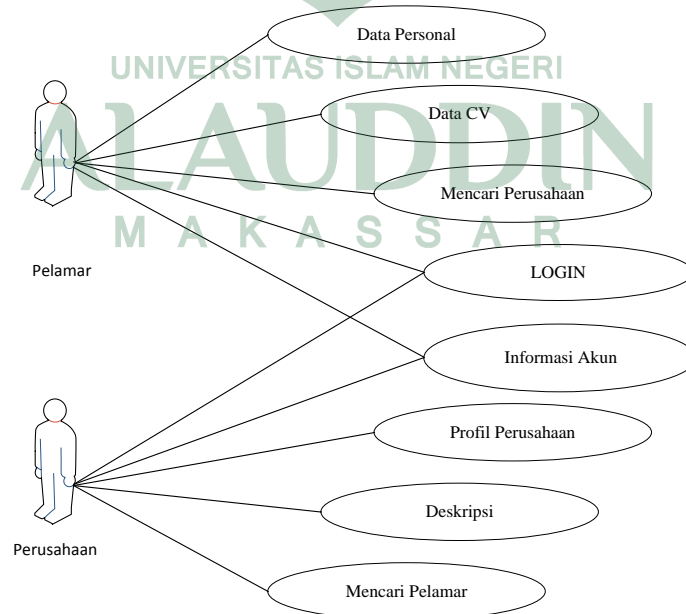 Data Personal
UNIVERSITAS ISLAM NEGERI
Data CV
ALAUDDIN
Mencari Perusahaan
MAKASSAR
Pelamar
LOGIN
Informasi Akun
Profil Perusahaan
Deskripsi
Perusahaan
Mencari Pelamar